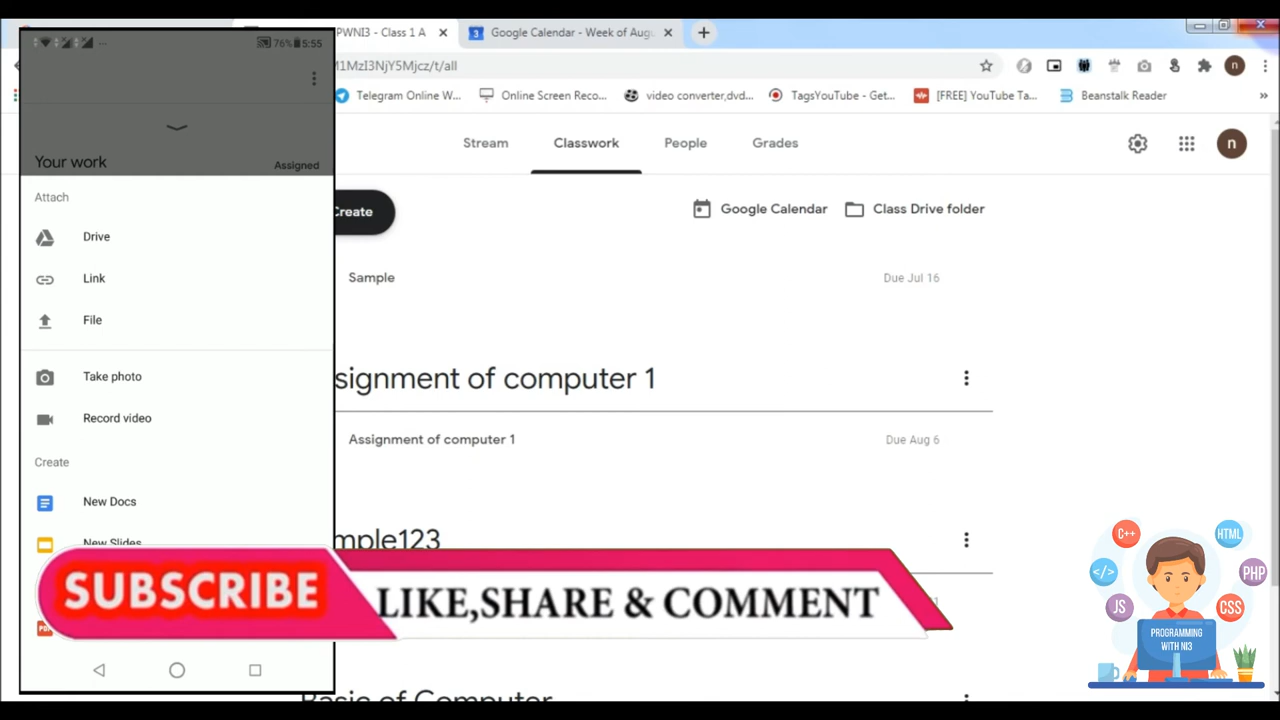 PWNI3 - Class 1 A
Google Calendar - Week of Augu
76% 5:55
1MzI3NjY5Mjcz/t/all
n
Telegram Online W...
Online Screen Reco...
video converter,dvd...
TagsYouTube - Get...
[FREE] YouTube Ta...
Beanstalk Reader
Stream
Classwork
People
Grades
n
Your work
Assigned
Attach
Drive
Link
File
Take photo
Record video
Create
New Docs
New Slides
Create
Google Calendar
Class Drive folder
Sample
Due Jul 16
signment of computer 1
Assignment of computer 1
Due Aug 6
mple123
Basic of Computer
SUBSCRIBE
LIKE,SHARE & COMMENT
C++
HTML
</>
PHP
JS
CSS
PROGRAMMING
WITH NI3